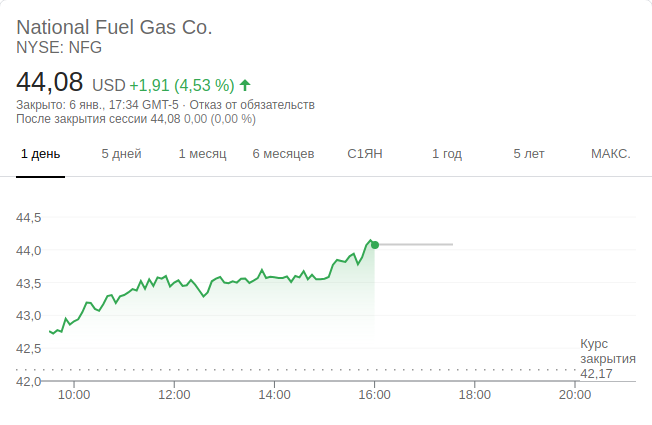 National Fuel Gas Co.
NYSE: NFG
44,08 USD +1,91 (4,53 %)
Закрыто: 6 янв., 17:34 GMT-5 · Отказ от обязательств
После закрытия сессии 44,08 0,00 (0,00 %)
1 день 5 дней 1 месяц 6 месяцев С1ЯН 1 год 5 лет МАКС.
44,5
44,0
43,5
43,0
42,5
42,0
Курс
закрытия
42,17
10:00 12:00 14:00 16:00 18:00 20:00